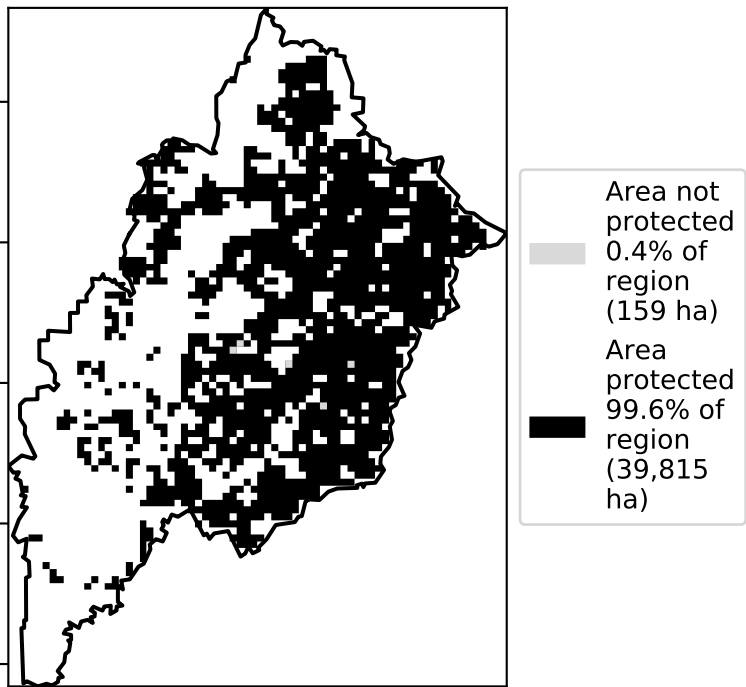 Area not
protected
0.4% of
region
(159 ha)
Area
protected
99.6% of
region
(39,815
ha)